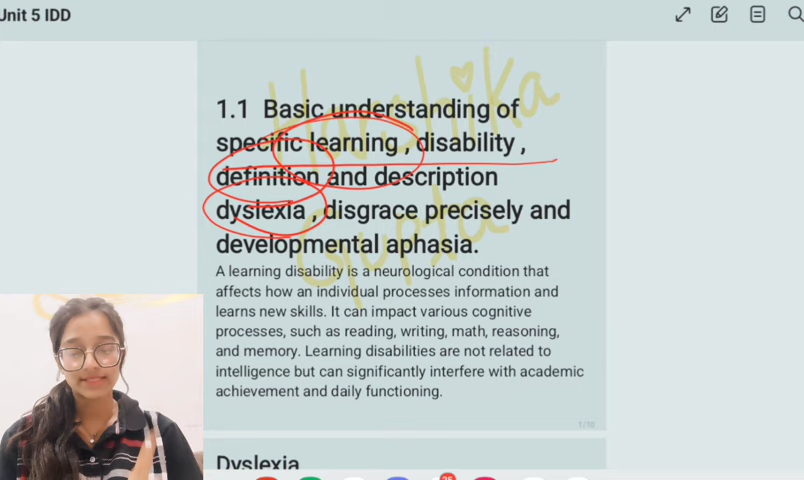 Unit 5 IDD
1.1 Basic understanding of
specific learning , disability ,
definition and description
dyslexia , disgrace precisely and
developmental aphasia.
A learning disability is a neurological condition that
affects how an individual processes information and
learns new skills. It can impact various cognitive
processes, such as reading, writing, math, reasoning,
and memory. Learning disabilities are not related to
intelligence but can significantly interfere with academic
achievement and daily functioning.
1/10
Dyslexia
Harshika
Gupta